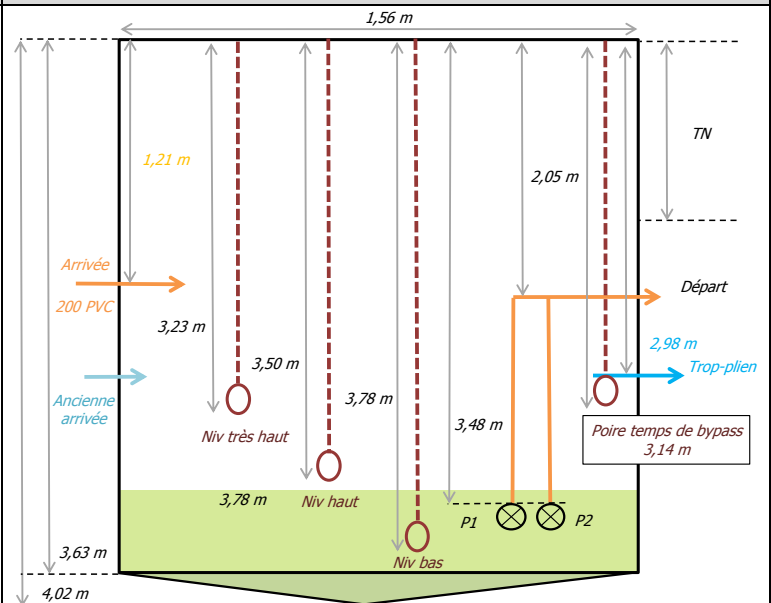 1,56 m
TN
1,21 m
2,05 m
Arrivée
200 PVC
Départ
3,23 m
2,98 m
Trop-plien
3,50 m
Ancienne
arrivée
3,78 m
3,48 m
Niv très haut
Poire temps de bypass
3,14 m
3,78 m
Niv haut
P1
P2
3,63 m
Niv bas
4,02 m